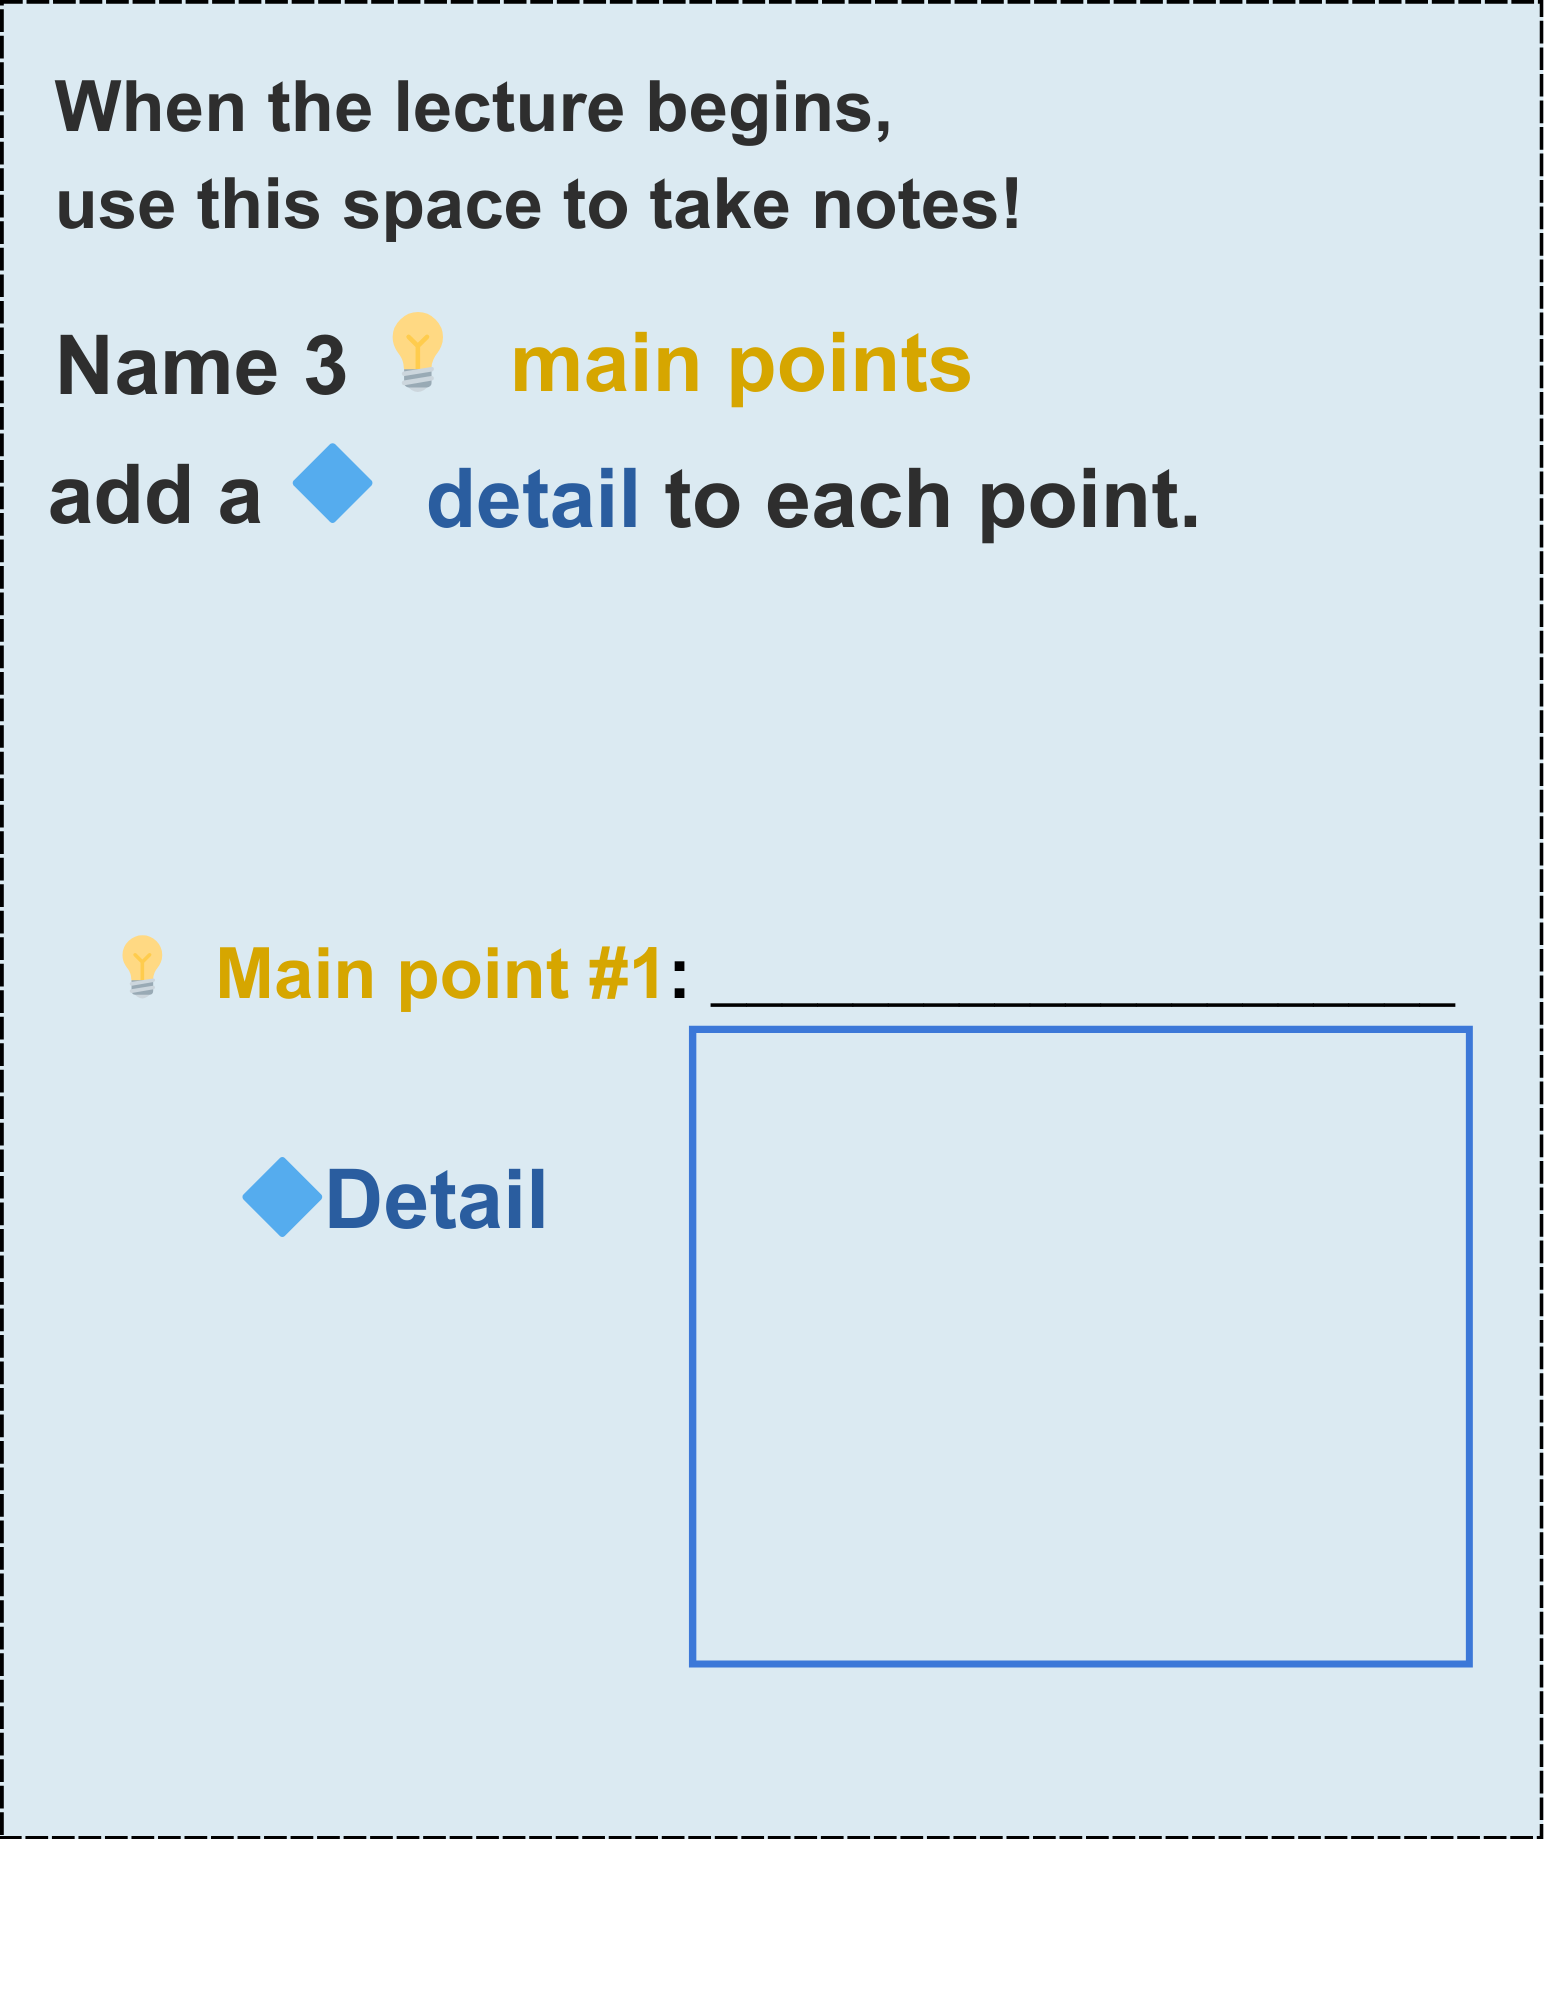 When the lecture begins,
use this space to take notes!
Name 3 💡 main points
add a 🔷 detail to each point.
💡 Main point #1: _____________________
🔷Detail